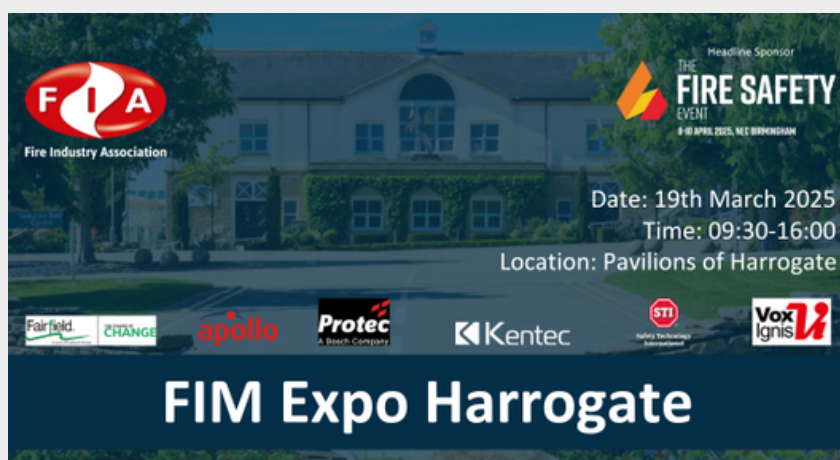 FIA
Fire Industry Association
Headline Sponsor
THE
FIRE SAFETY
EVENT
8-10 APRIL 2025, NEC BIRMINGHAM
Date: 19th March 2025
Time: 09:30-16:00
Location: Pavilions of Harrogate
Fairfield
CHANGE
apollo
Protec
A Bosch Company
Kentec
STI
Safety Technology
International
Vox
Ignis
FIM Expo Harrogate